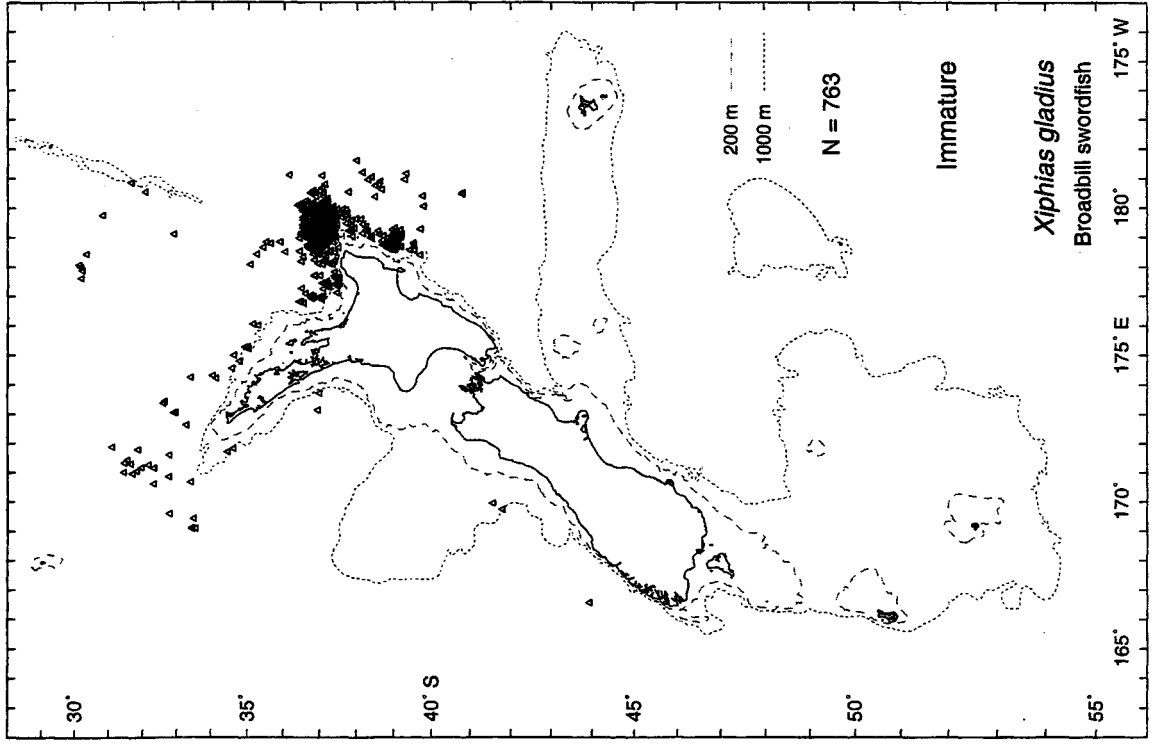 30°
35°
40° S
45°
50°
55°
165°
170°
175° E
180°
175° W
200 m
1000 m
N = 763
Immature
Xiphias gladius
Broadbill swordfish